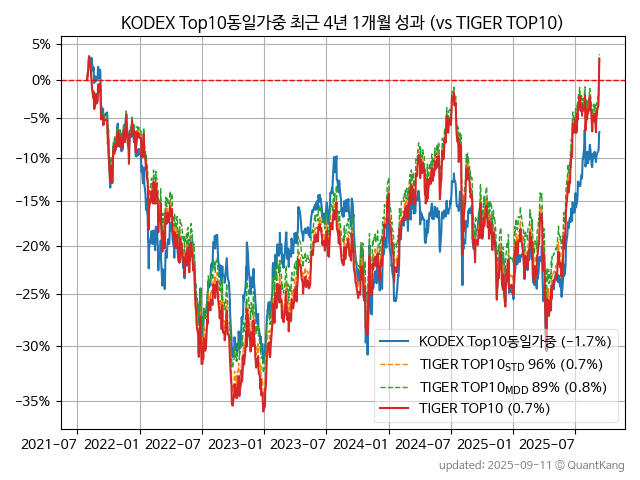 KODEX Top10동일가중 최근 4년 1개월 성과 (vs TIGER TOP10)
5%
0%
−5%
−10%
−15%
−20%
−25%
−30%
−35%
KODEX Top10동일가중 (−1.7%)
TIGER TOP10STD 96% (0.7%)
TIGER TOP10MDD 89% (0.8%)
TIGER TOP10 (0.7%)
2021-07 2022-01 2022-07 2023-01 2023-07 2024-01 2024-07 2025-01 2025-07
updated: 2025-09-11 © QuantKang